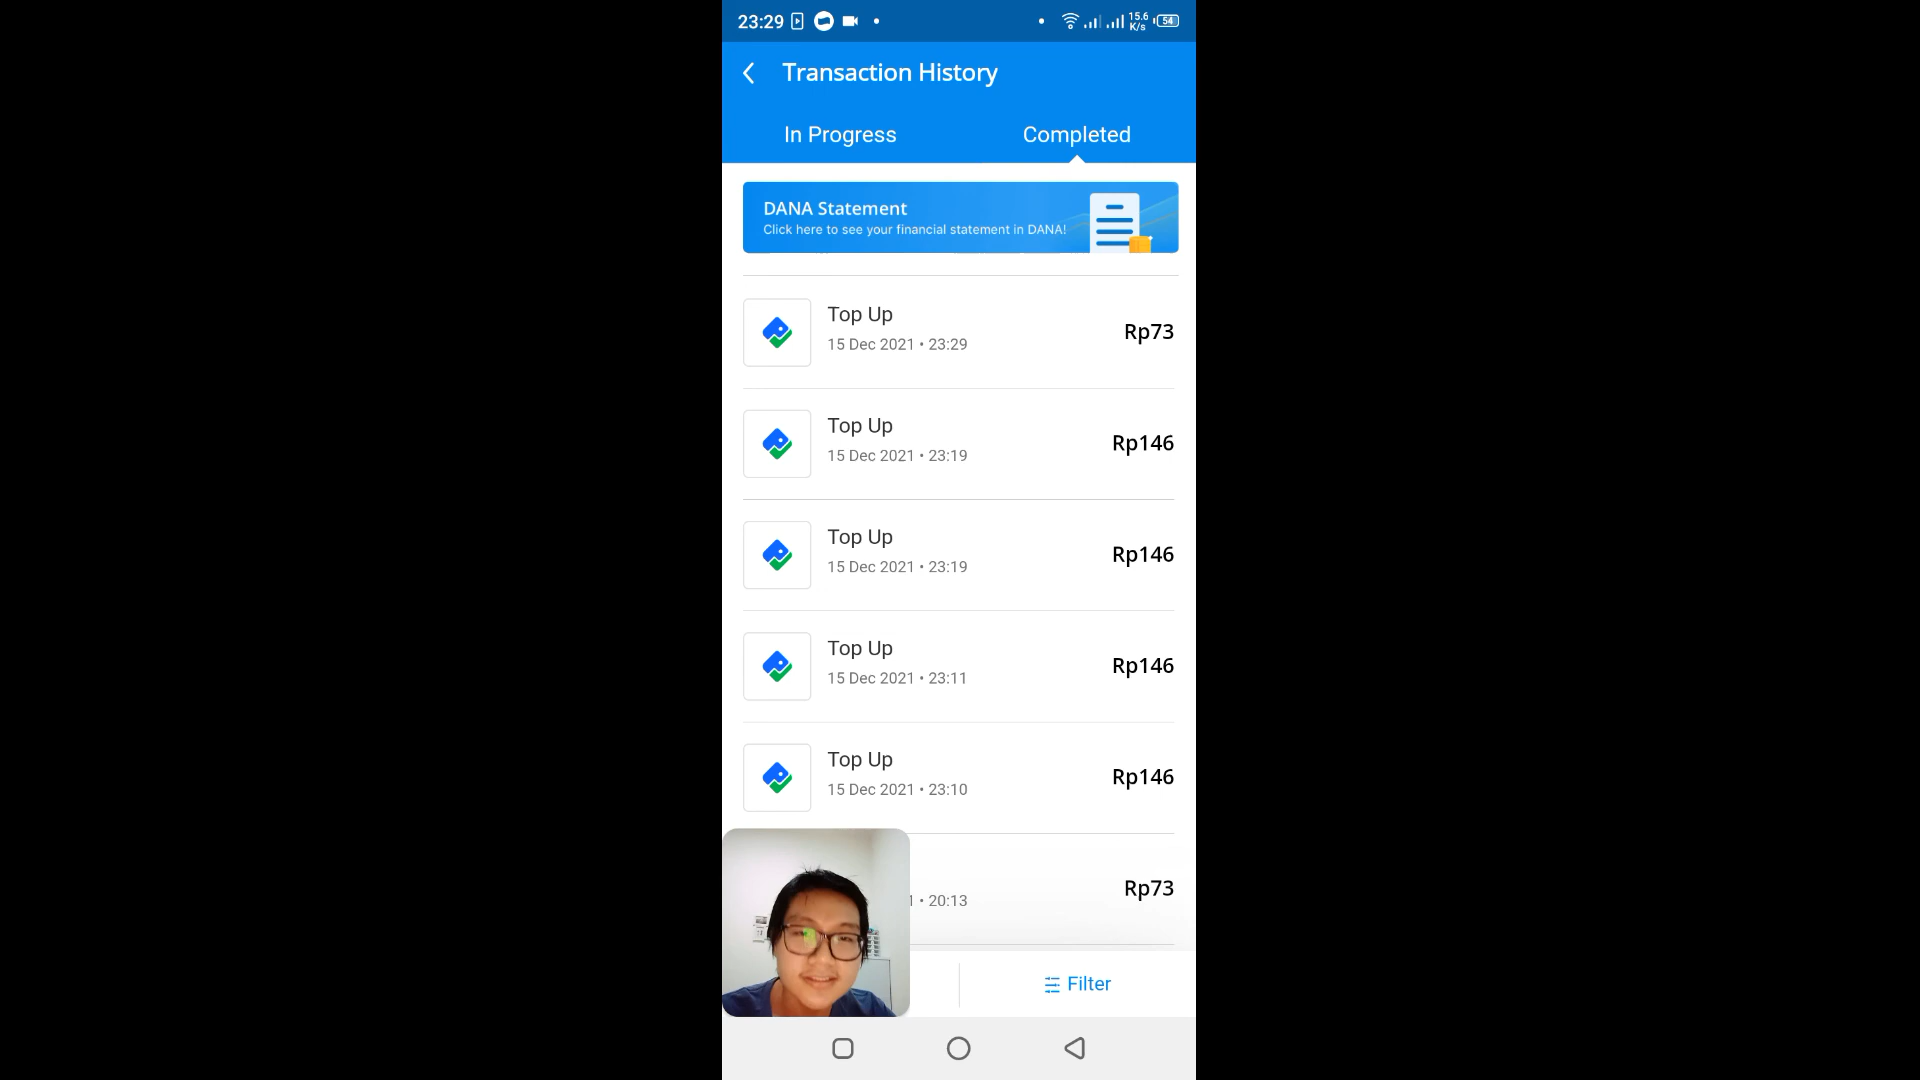 23:29
15.6
K/s
54
Transaction History
In Progress
Completed
DANA Statement
Click here to see your financial statement in DANA!
Top Up
15 Dec 2021 • 23:29
Rp73
Top Up
15 Dec 2021 • 23:19
Rp146
Top Up
15 Dec 2021 • 23:19
Rp146
Top Up
15 Dec 2021 • 23:11
Rp146
Top Up
15 Dec 2021 • 23:10
Rp146
1 • 20:13
Rp73
Filter